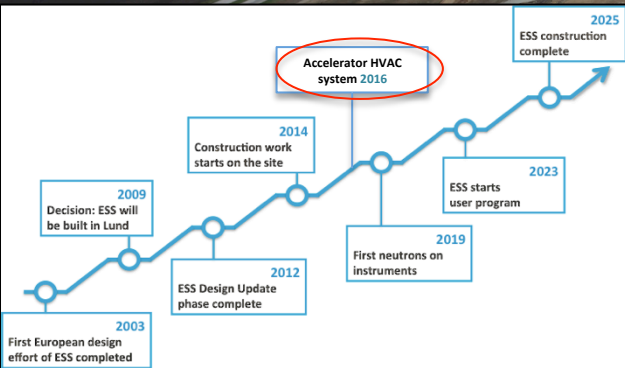 2025
ESS construction
complete
Accelerator HVAC
system 2016
2014
Construction work
starts on the site
2009
Decision: ESS will
be built in Lund
2023
ESS starts
user program
2019
First neutrons on
instruments
2012
ESS Design Update
phase complete
2003
First European design
effort of ESS completed